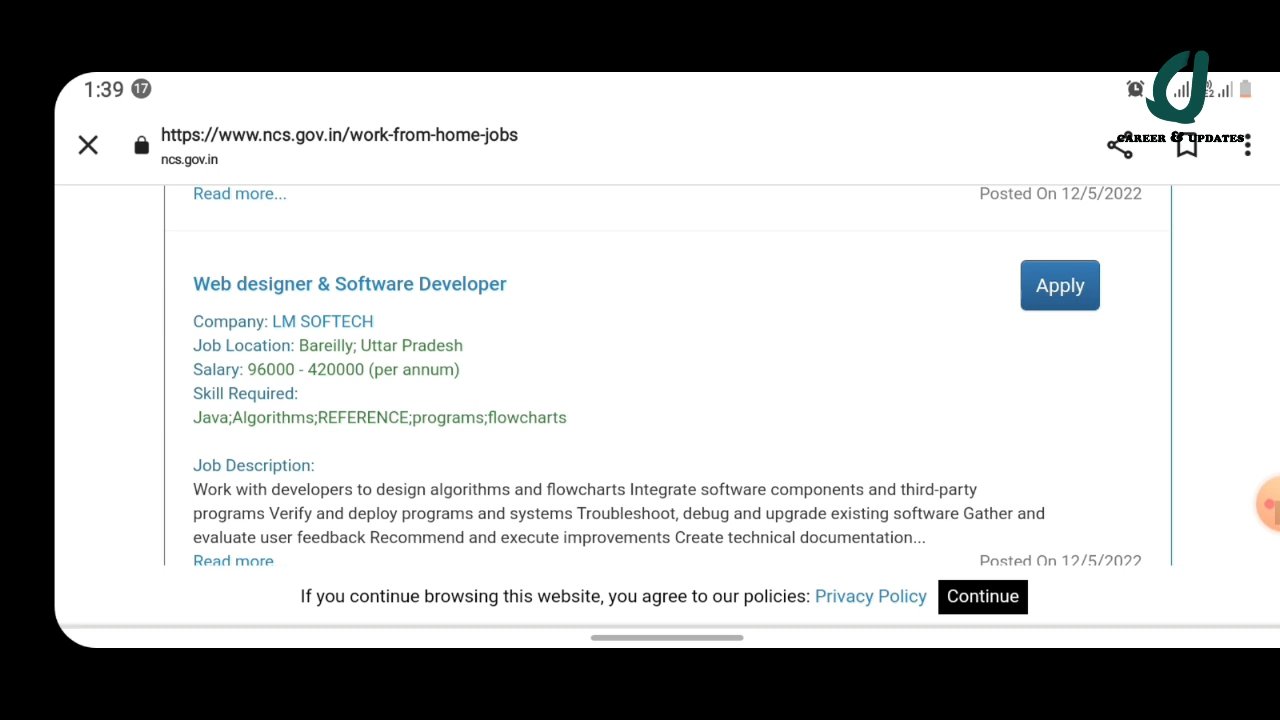 1:39 17
https://www.ncs.gov.in/work-from-home-jobs
ncs.gov.in
CAREER & UPDATES
Read more...
Posted On 12/5/2022
Web designer & Software Developer
Apply
Company: LM SOFTECH
Job Location: Bareilly; Uttar Pradesh
Salary: 96000 - 420000 (per annum)
Skill Required:
Java;Algorithms;REFERENCE;programs;flowcharts
Job Description:
Work with developers to design algorithms and flowcharts Integrate software components and third-party
programs Verify and deploy programs and systems Troubleshoot, debug and upgrade existing software Gather and
evaluate user feedback Recommend and execute improvements Create technical documentation...
Read more
Posted On 12/5/2022
If you continue browsing this website, you agree to our policies: Privacy Policy Continue